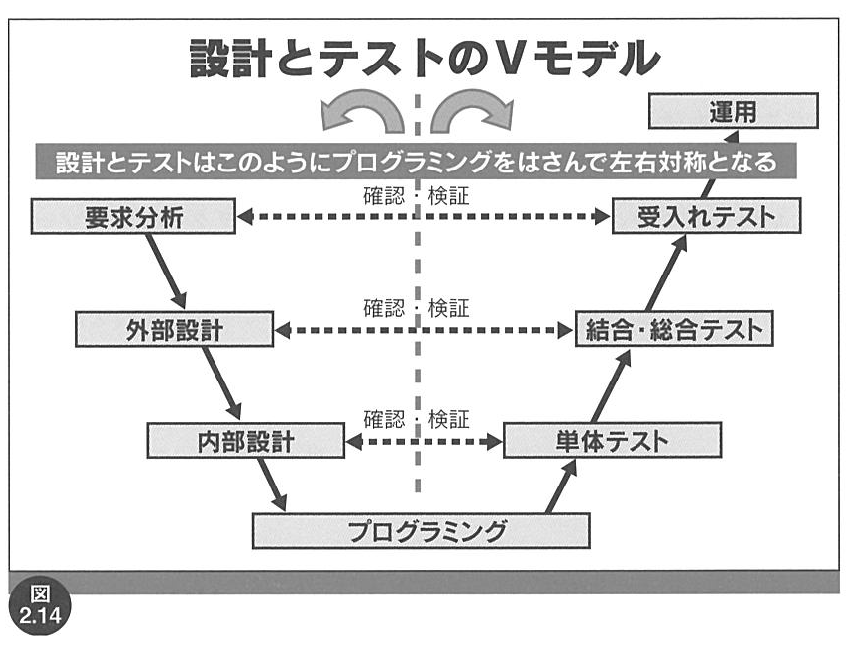 設計とテストのVモデル
運用
設計とテストはこのようにプログラミングをはさんで左右対称となる
確認・検証
要求分析
受入れテスト
確認・検証
外部設計
結合・総合テスト
確認・検証
内部設計
単体テスト
プログラミング
図
2.14